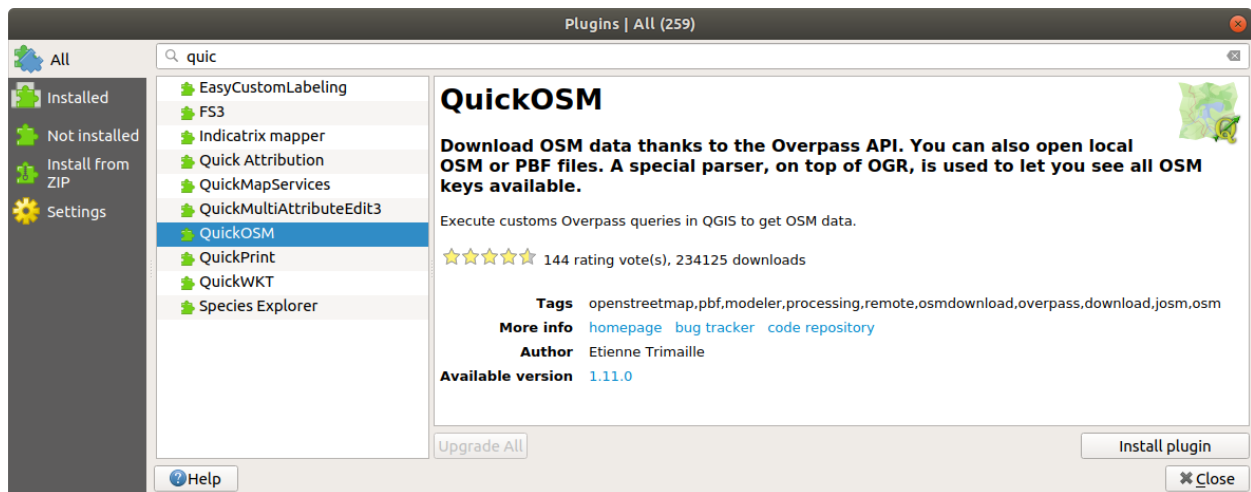 Plugins | All (259)
All
Installed
Not installed
Install from
ZIP
Settings
quic
EasyCustomLabeling
FS3
Indicatrix mapper
Quick Attribution
QuickMapServices
QuickMultiAttributeEdit3
QuickOSM
QuickPrint
QuickWKT
Species Explorer
QuickOSM
Download OSM data thanks to the Overpass API. You can also open local
OSM or PBF files. A special parser, on top of OGR, is used to let you see all OSM
keys available.
Execute customs Overpass queries in QGIS to get OSM data.
144 rating vote(s), 234125 downloads
Tags openstreetmap,pbf,modeler,processing,remote,osmdownload,overpass,download,josm,osm
More info homepage bug tracker code repository
Author Etienne Trimaille
Available version 1.11.0
Upgrade All
Install plugin
Help
Close